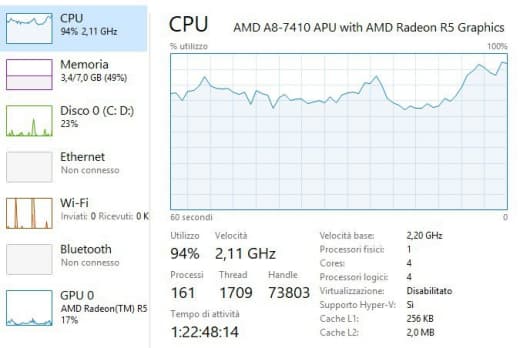 CPU
94% 2,11 GHz
Memoria
3,4/7,0 GB (49%)
Disco 0 (C: D:)
23%
Ethernet
Non connesso
Wi-Fi
Inviati: 0 Ricevuti: 0 K
Bluetooth
Non connesso
GPU 0
AMD Radeon(TM) R5
17%
CPU
AMD A8-7410 APU with AMD Radeon R5 Graphics
% utilizzo 100%
60 secondi 0
Utilizzo Velocità
94% 2,11 GHz
Processi Thread Handle
161 1709 73803
Tempo di attività
1:22:48:14
Velocità base: 2,20 GHz
Processori fisici: 1
Cores: 4
Processori logici: 4
Virtualizzazione: Disabilitato
Supporto Hyper-V: Sì
Cache L1: 256 KB
Cache L2: 2,0 MB